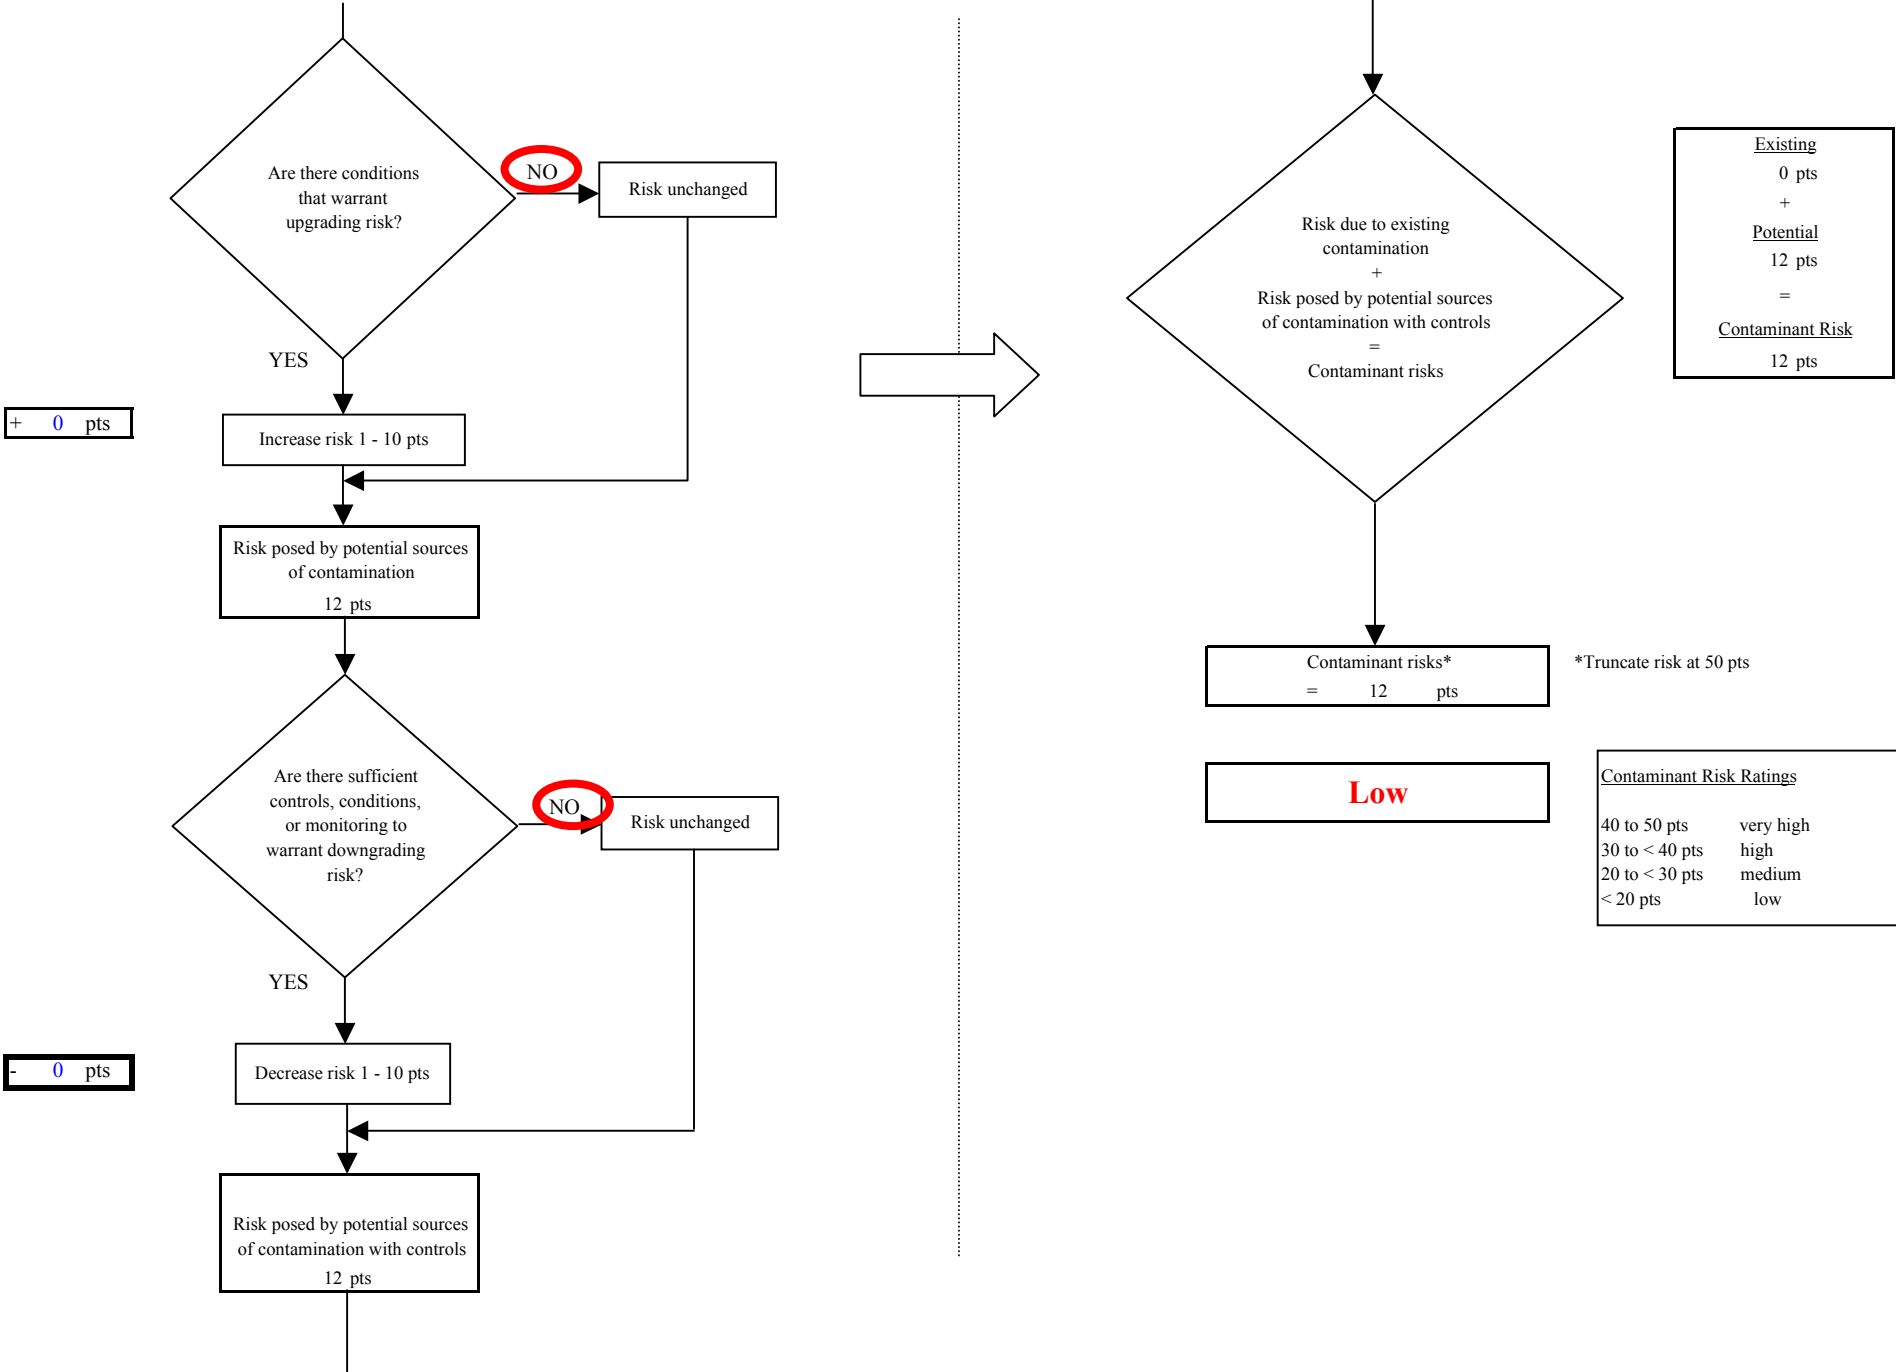 Are there conditions
that warrant
upgrading risk?
NO
Risk unchanged
YES
+ 0 pts
Increase risk 1 - 10 pts
Risk posed by potential sources
of contamination
12 pts
Are there sufficient
controls, conditions,
or monitoring to
warrant downgrading
risk?
NO
Risk unchanged
YES
- 0 pts
Decrease risk 1 - 10 pts
Risk posed by potential sources
of contamination with controls
12 pts
Risk due to existing
contamination
+
Risk posed by potential sources
of contamination with controls
=
Contaminant risks
Existing
0 pts
+
Potential
12 pts
=
Contaminant Risk
12 pts
Contaminant risks*
= 12 pts
*Truncate risk at 50 pts
Low
Contaminant Risk Ratings
40 to 50 pts very high
30 to < 40 pts high
20 to < 30 pts medium
< 20 pts low